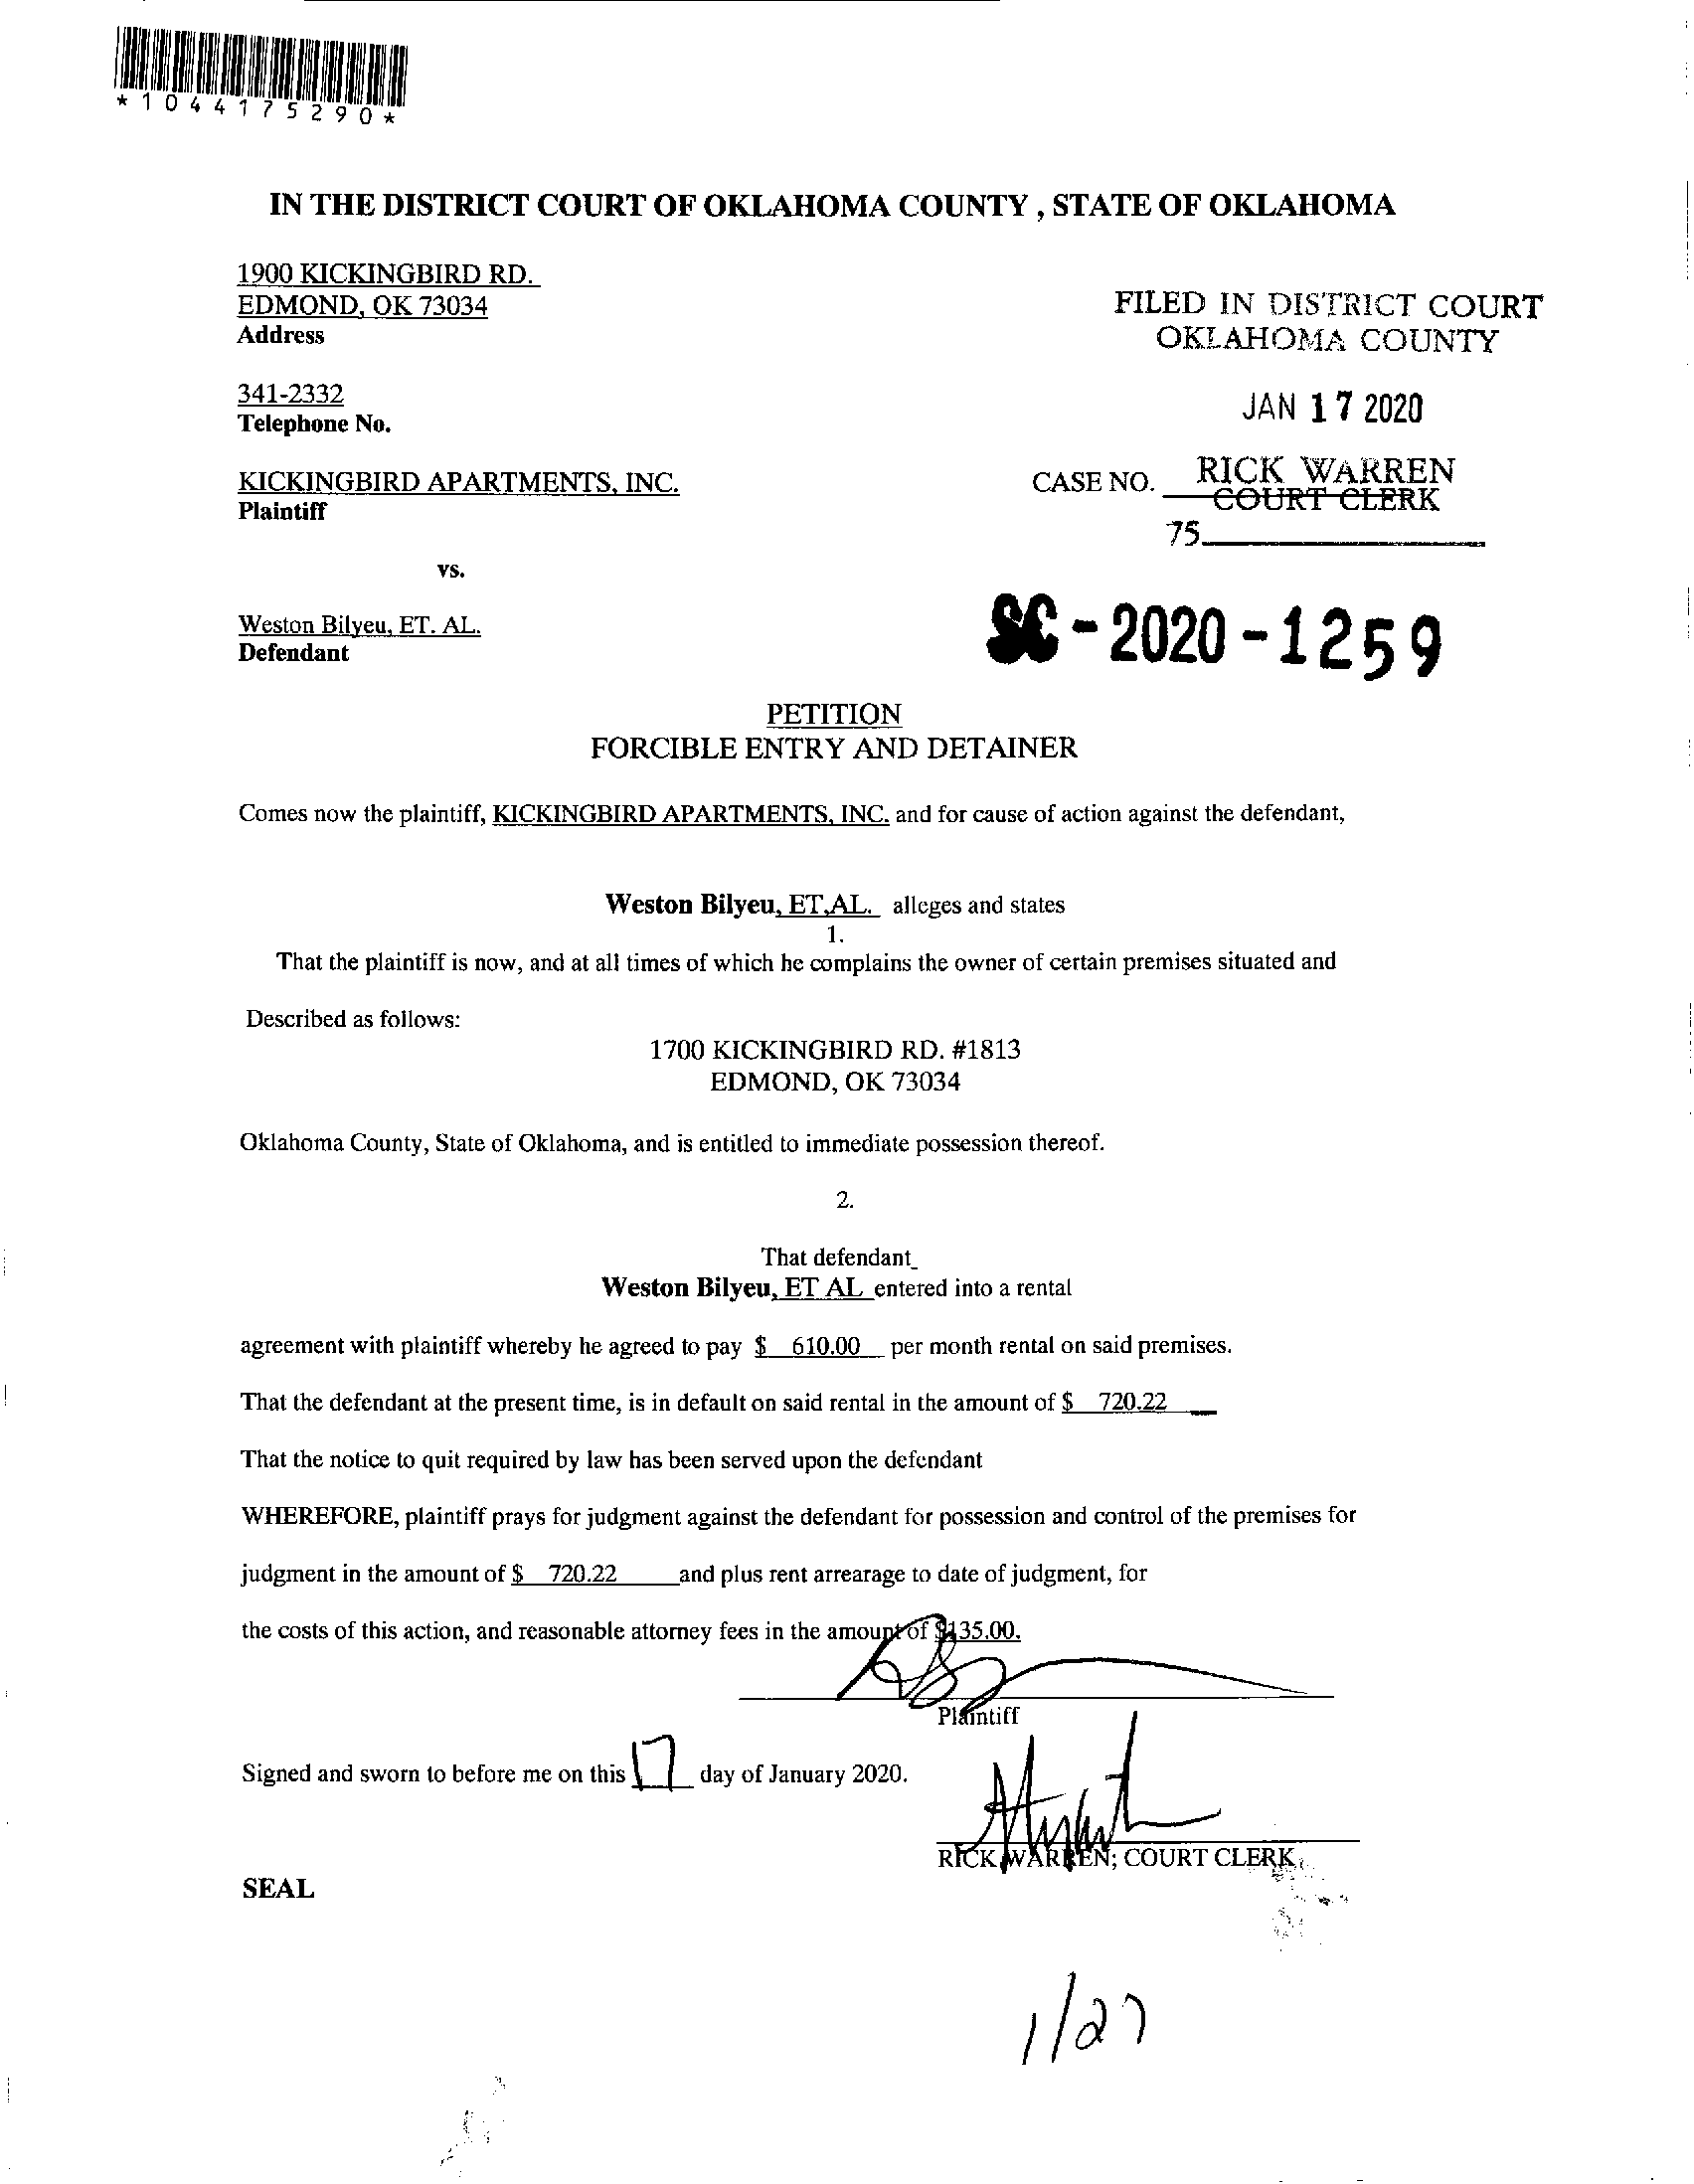 *1044175290*
IN THE DISTRICT COURT OF OKLAHOMA COUNTY , STATE OF OKLAHOMA
1900 KICKINGBIRD RD.
EDMOND, OK 73034
Address
FILED IN DISTRICT COURT
OKLAHOMA COUNTY
341-2332
Telephone No.
JAN 17 2020
KICKINGBIRD APARTMENTS, INC.
Plaintiff
CASE NO. RICK WARREN
COURT CLERK
75
vs.
Weston Bilyeu, ET. AL.
Defendant
SC-2020-1259
PETITION
FORCIBLE ENTRY AND DETAINER
Comes now the plaintiff, KICKINGBIRD APARTMENTS, INC. and for cause of action against the defendant,
Weston Bilyeu, ET,AL. alleges and states
1.
That the plaintiff is now, and at all times of which he complains the owner of certain premises situated and
Described as follows:
1700 KICKINGBIRD RD. #1813
EDMOND, OK 73034
Oklahoma County, State of Oklahoma, and is entitled to immediate possession thereof.
2.
That defendant
Weston Bilyeu, ET AL entered into a rental
agreement with plaintiff whereby he agreed to pay $ 610.00 per month rental on said premises.
That the defendant at the present time, is in default on said rental in the amount of $ 720.22
That the notice to quit required by law has been served upon the defendant
WHEREFORE, plaintiff prays for judgment against the defendant for possession and control of the premises for
judgment in the amount of $ 720.22 and plus rent arrearage to date of judgment, for
the costs of this action, and reasonable attorney fees in the amount of $135.00.
Plaintiff
Signed and sworn to before me on this 17 day of January 2020.
RICK WARREN; COURT CLERK
SEAL
1/27